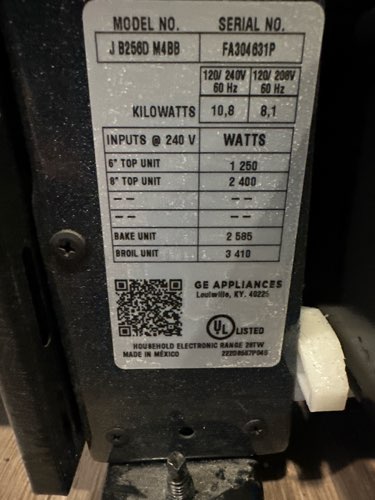 MODEL NO. SERIAL NO.
J B256D M4BB FA304631P
120/ 240V 120/ 208V
60 Hz 60 Hz
KILOWATTS 10,8 8,1
INPUTS @ 240 V WATTS
6" TOP UNIT 1 250
8" TOP UNIT 2 400
-- --
-- --
BAKE UNIT 2 585
BROIL UNIT 3 410
GE APPLIANCES
Louisville, KY. 40225
UL LISTED
HOUSEHOLD ELECTRONIC RANGE 28TW
MADE IN MÉXICO